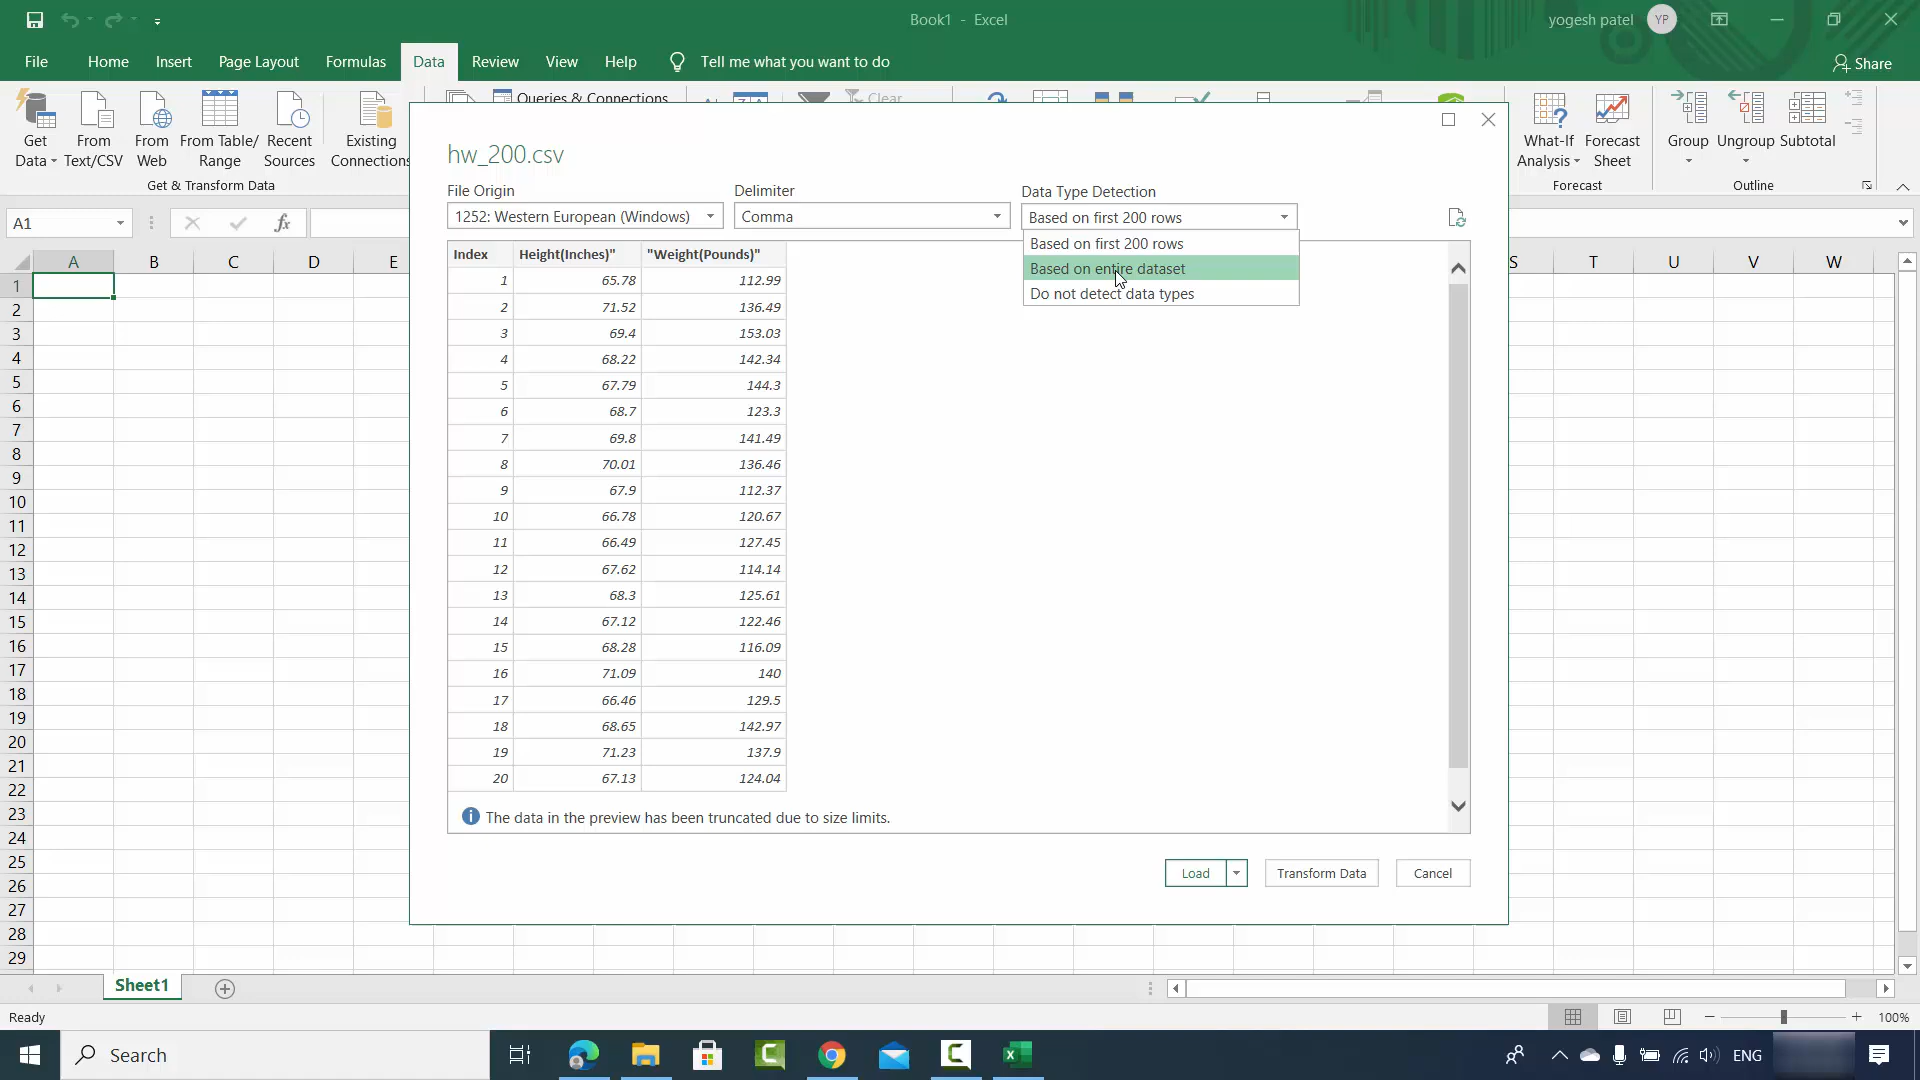 Book1 - Excel
yogesh patel
YP
File
Home
Insert
Page Layout
Formulas
Data
Review
View
Help
Tell me what you want to do
Share
Get
Data
From
Text/CSV
From
Web
From Table/
Range
Recent
Sources
Existing
Connections
Queries & Connections
Clear
What-If
Analysis
Forecast
Sheet
Group
Ungroup
Subtotal
Get & Transform Data
Forecast
Outline
A1
fx
A B C D E S T U V W
1
2
3
4
5
6
7
8
9
10
11
12
13
14
15
16
17
18
19
20
21
22
23
24
25
26
27
28
29
hw_200.csv
File Origin
Delimiter
Data Type Detection
1252: Western European (Windows)
Comma
Based on first 200 rows
Based on first 200 rows
Based on entire dataset
Do not detect data types
Index Height(Inches)" "Weight(Pounds)"
1 65.78 112.99
2 71.52 136.49
3 69.4 153.03
4 68.22 142.34
5 67.79 144.3
6 68.7 123.3
7 69.8 141.49
8 70.01 136.46
9 67.9 112.37
10 66.78 120.67
11 66.49 127.45
12 67.62 114.14
13 68.3 125.61
14 67.12 122.46
15 68.28 116.09
16 71.09 140
17 66.46 129.5
18 68.65 142.97
19 71.23 137.9
20 67.13 124.04
The data in the preview has been truncated due to size limits.
Load
Transform Data
Cancel
Sheet1
Ready
100%
Search
ENG